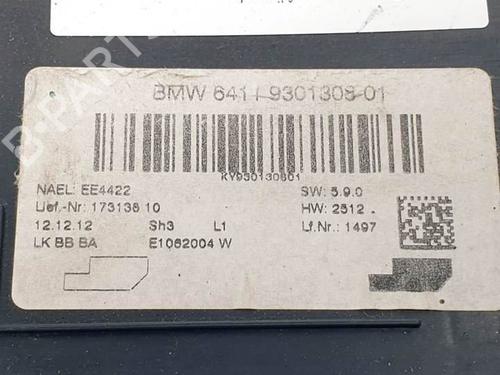 BMW 6411 9301308-01
KY930130801
NAEL: EE4422 SW: 5.9.0
Lief.-Nr: 173138 10 HW: 2512
12.12.12 Sh3 L1 Lf.Nr.: 1497
LK BB BA E1062004 W
B-PARTS